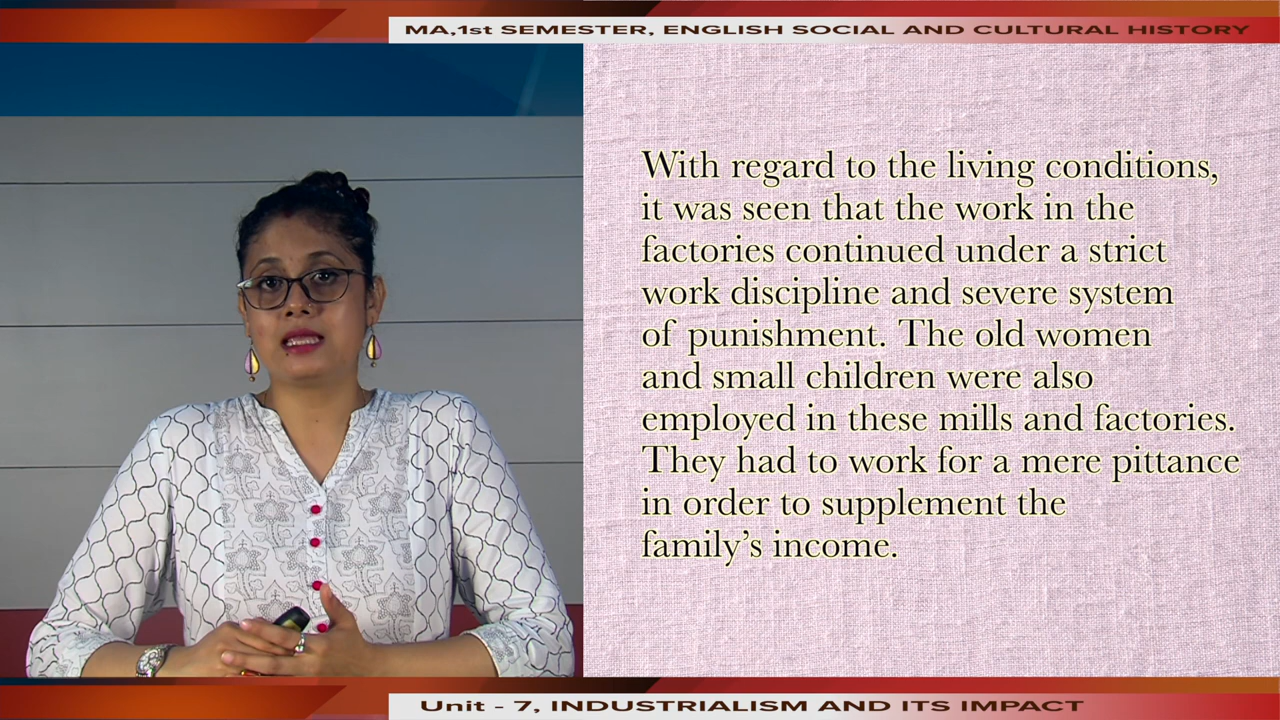 MA,1st SEMESTER, ENGLISH SOCIAL AND CULTURAL HISTORY
With regard to the living conditions,
it was seen that the work in the
factories continued under a strict
work discipline and severe system
of punishment. The old women
and small children were also
employed in these mills and factories.
They had to work for a mere pittance
in order to supplement the
family’s income.
Unit - 7, INDUSTRIALISM AND ITS IMPACT